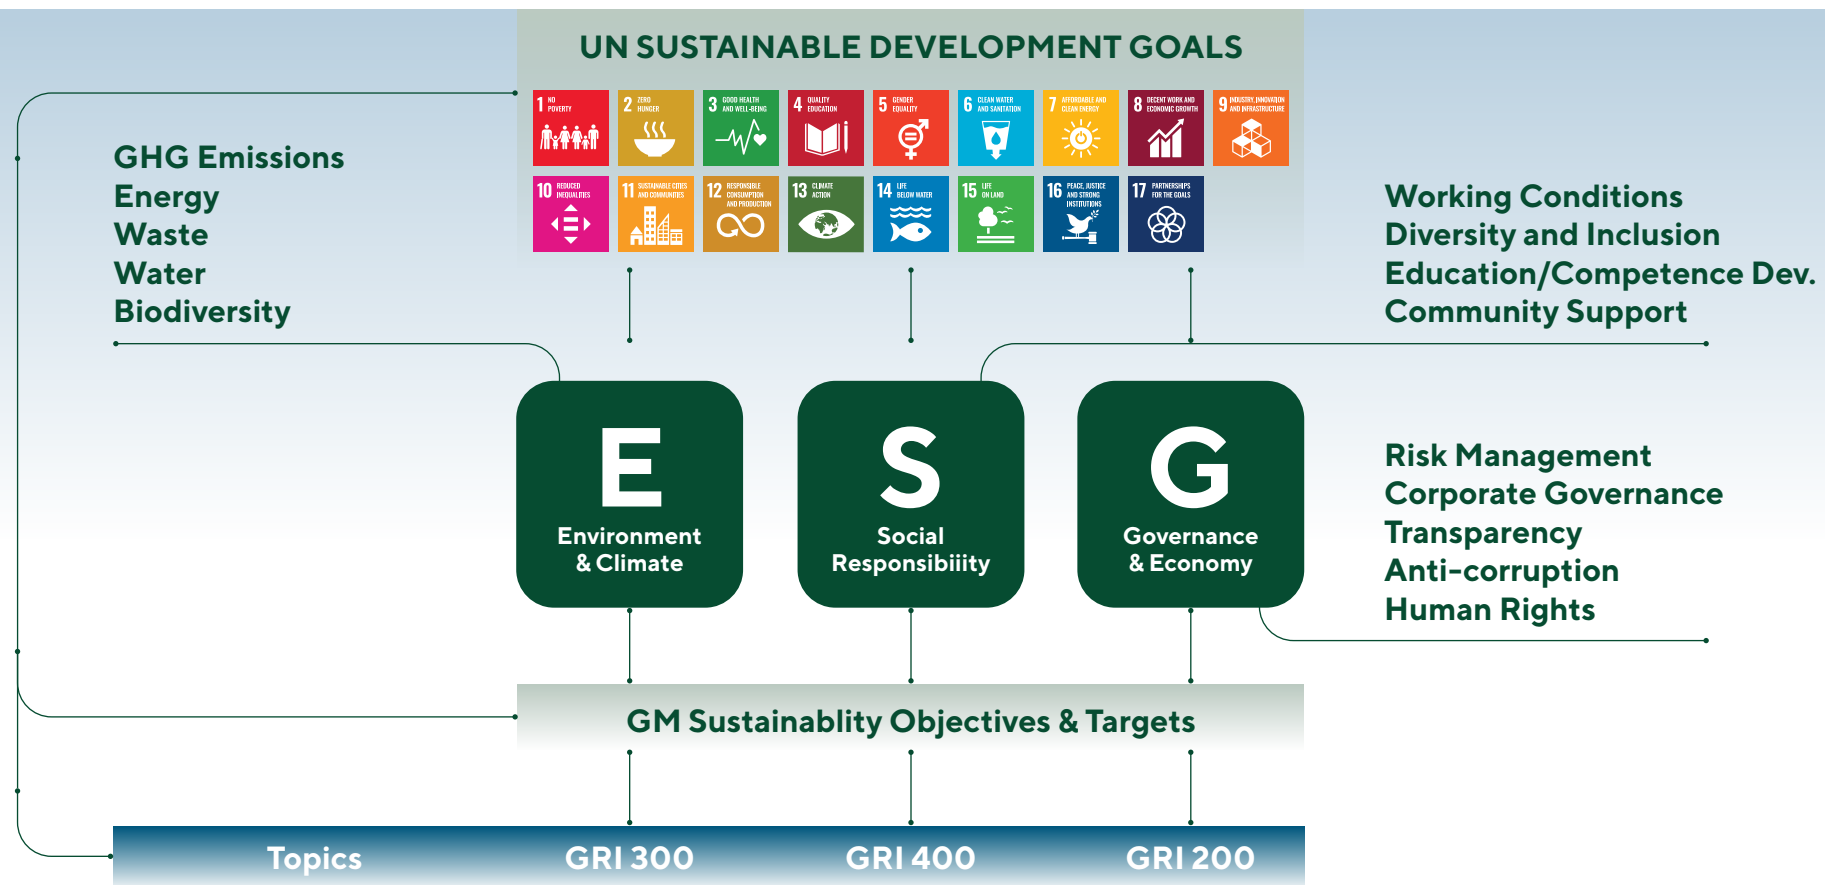 UN SUSTAINABLE DEVELOPMENT GOALS
1 NO
POVERTY
2 ZERO
HUNGER
3 GOOD HEALTH
AND WELL-BEING
4 QUALITY
EDUCATION
5 GENDER
EQUALITY
6 CLEAN WATER
AND SANITATION
7 AFFORDABLE AND
CLEAN ENERGY
8 DECENT WORK AND
ECONOMIC GROWTH
9 INDUSTRY, INNOVATION
AND INFRASTRUCTURE
10 REDUCED
INEQUALITIES
11 SUSTAINABLE CITIES
AND COMMUNITIES
12 RESPONSIBLE
CONSUMPTION
AND PRODUCTION
13 CLIMATE
ACTION
14 LIFE
BELOW WATER
15 LIFE
ON LAND
16 PEACE, JUSTICE
AND STRONG
INSTITUTIONS
17 PARTNERSHIPS
FOR THE GOALS
GHG Emissions
Energy
Waste
Water
Biodiversity
Working Conditions
Diversity and Inclusion
Education/Competence Dev.
Community Support
E
Environment
& Climate
S
Social
Responsibiiity
G
Governance
& Economy
Risk Management
Corporate Governance
Transparency
Anti-corruption
Human Rights
GM Sustainablity Objectives & Targets
Topics GRI 300 GRI 400 GRI 200